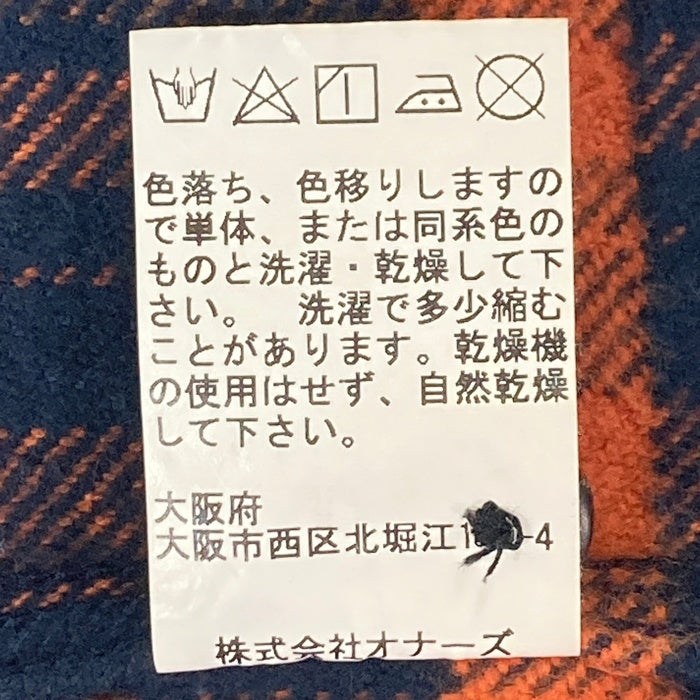 色落ち、色移りしますの
で単体、または同系色の
ものと洗濯・乾燥して下
さい。　洗濯で多少縮む
ことがあります。乾燥機
の使用はせず、自然乾燥
して下さい。
大阪府
大阪市西区北堀江1 -4
株式会社オナーズ